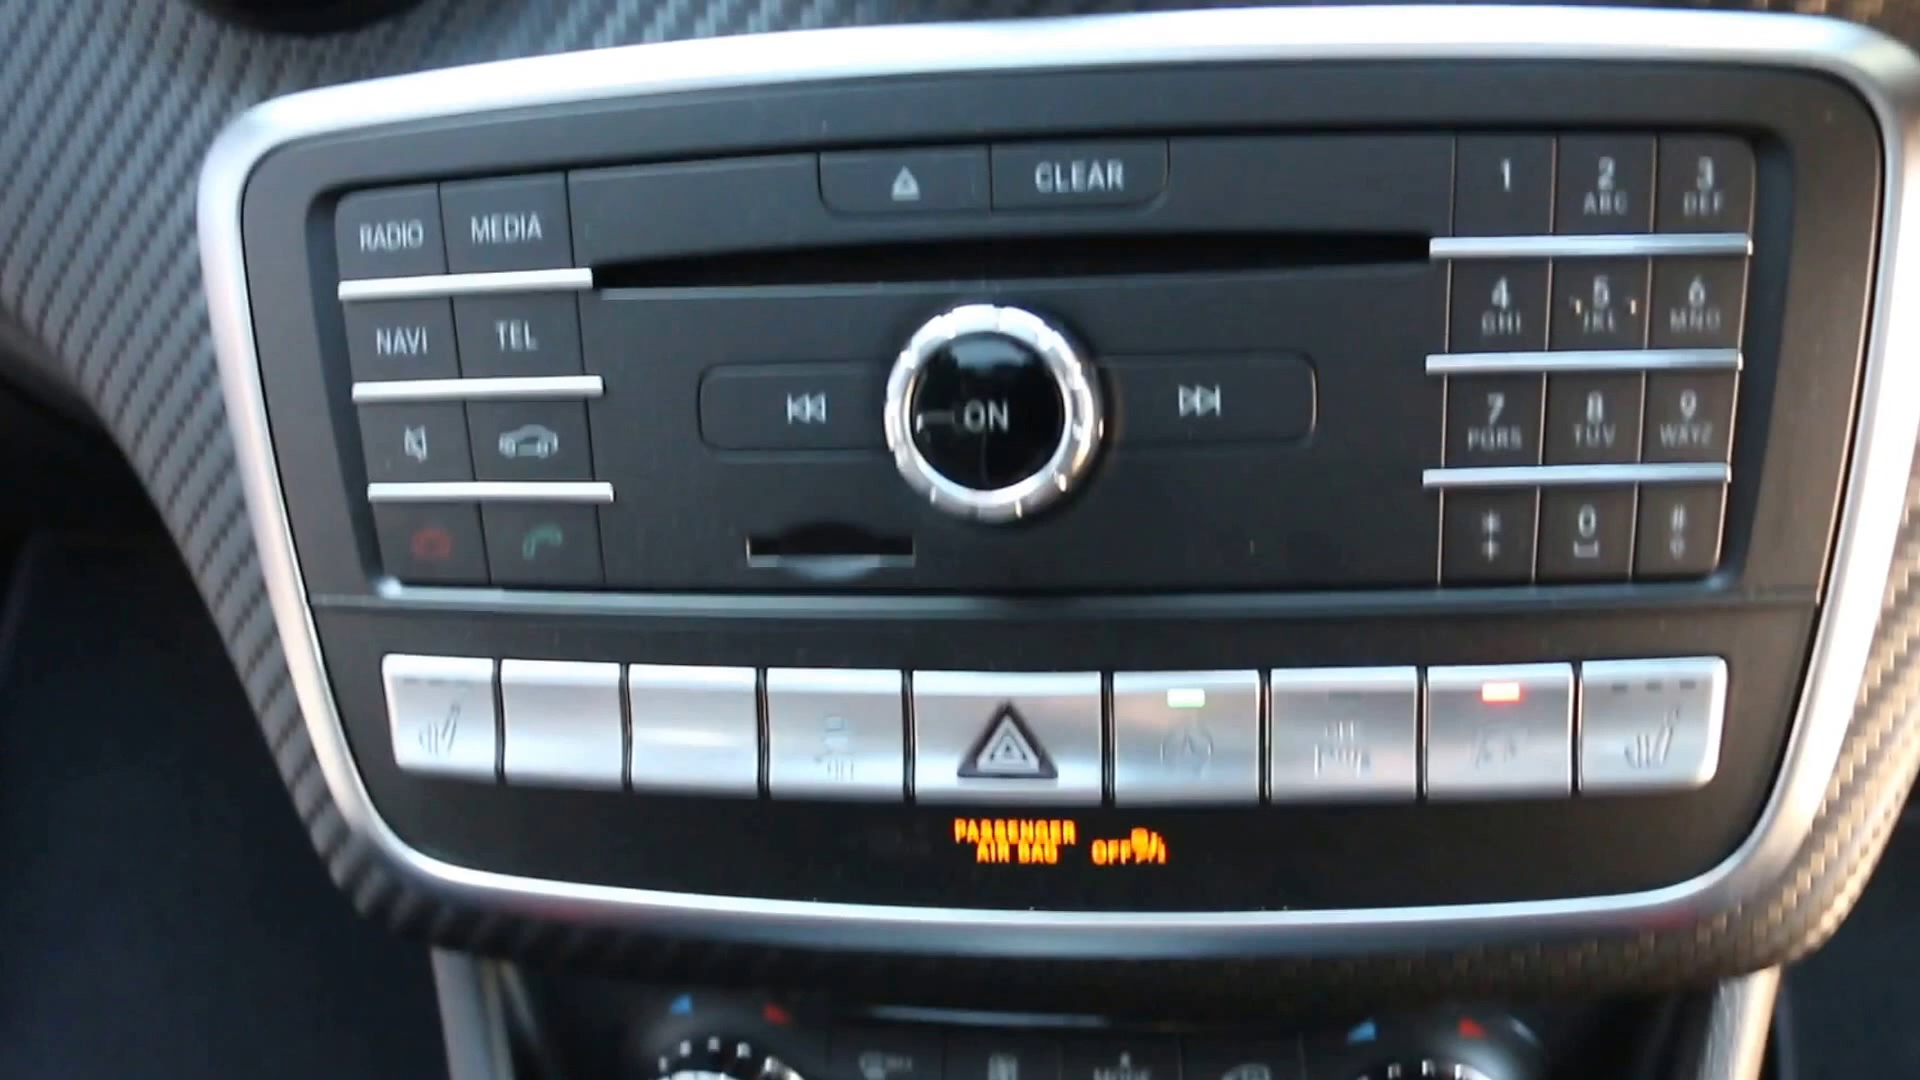 CLEAR
1 2 3
ABC DEF
RADIO MEDIA
4 5 6
GHI JKL MNO
NAVI TEL
ON
7 8 9
PQRS TUV WXYZ
* 0 #
+
PASSENGER
AIR BAG OFF
MODE